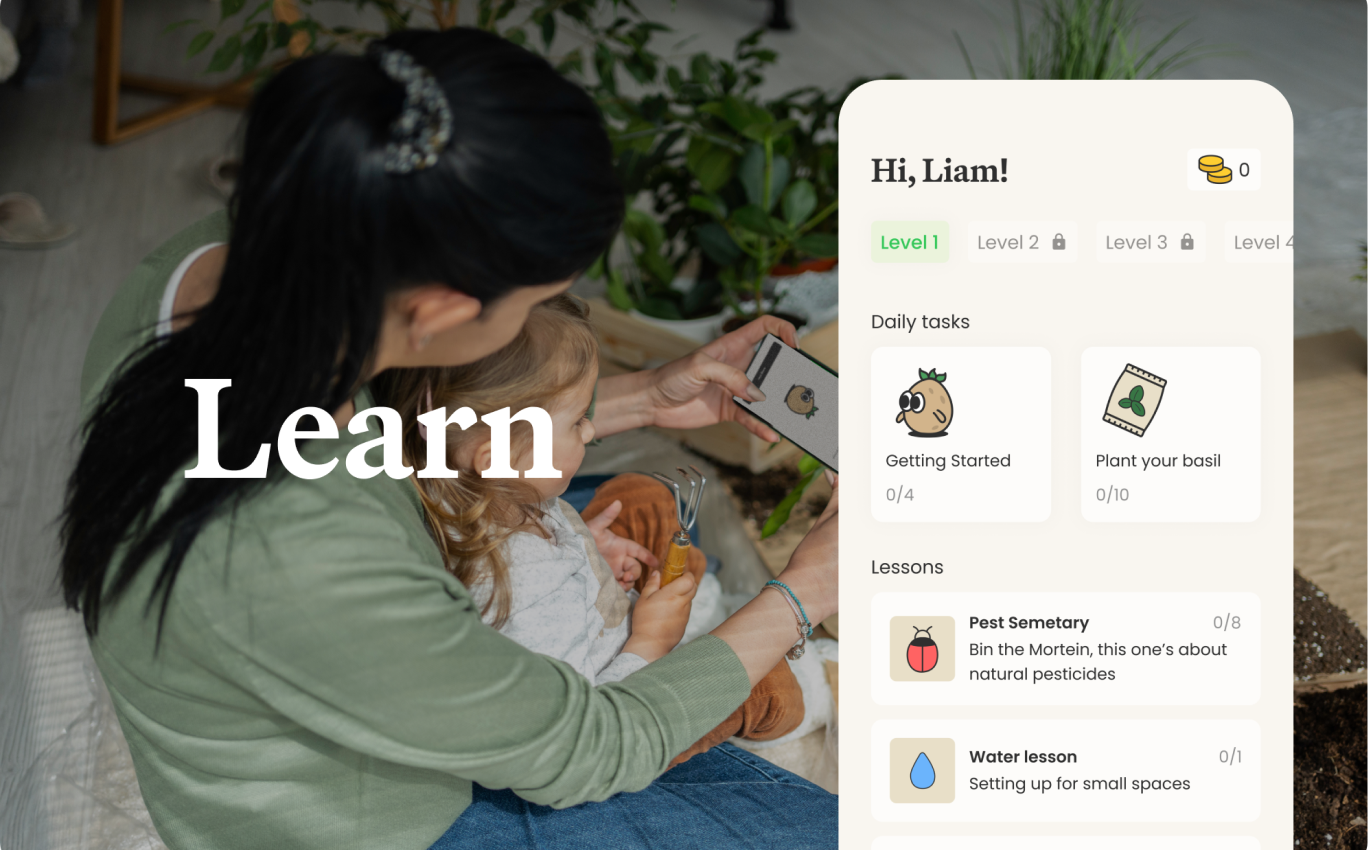 Learn
Hi, Liam!
0
Level 1
Level 2
Level 3
Level 4
Daily tasks
Getting Started
0/4
Plant your basil
0/10
Lessons
Pest Semetary
0/8
Bin the Mortein, this one’s about
natural pesticides
Water lesson
0/1
Setting up for small spaces